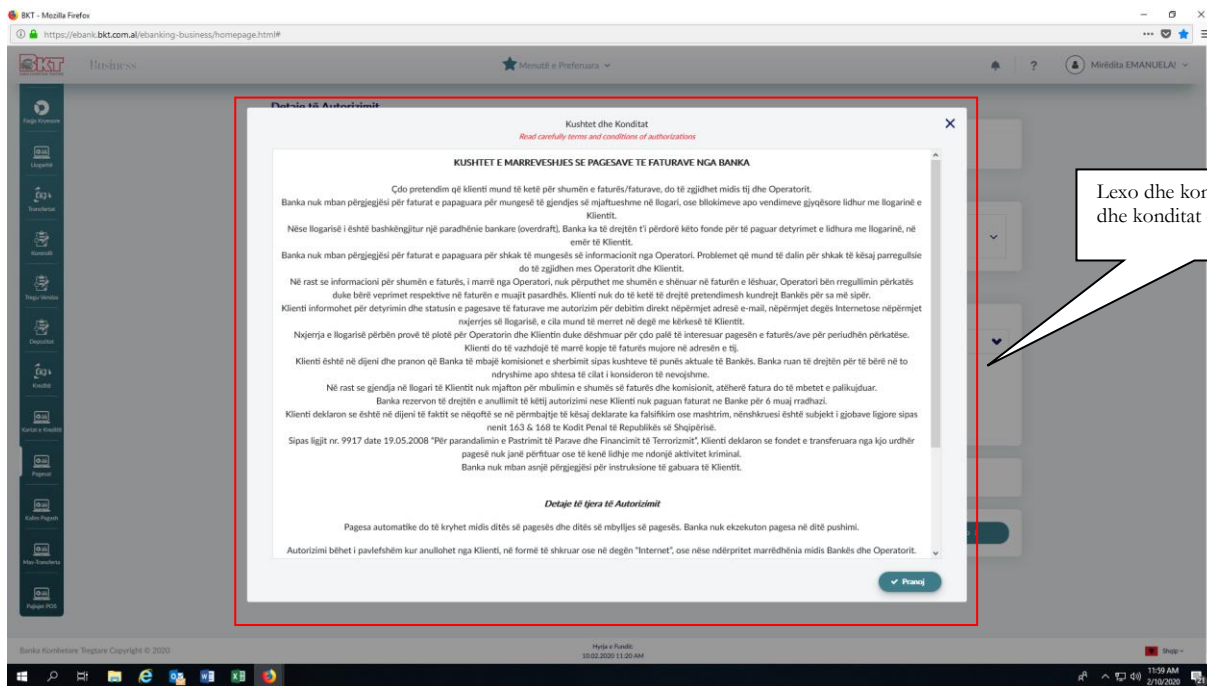 BKT - Mozilla Firefox
https://ebank.bkt.com.al/ebanking-business/homepage.html#
BKT
Business
Menutë e Preferuara
?
Mirëdita EMANUELA!
Faqja Kryesore
Llogaritë
Transfertat
Kursimi
Tregu Valutor
Depozitat
Kreditë
Kartat e Kreditit
Pagesat
Kalim Pagash
Mas-Transferta
Pajisjet POS
Detaje të Autorizimit
Kushtet dhe Konditat
Read carefully terms and conditions of authorizations
KUSHTET E MARREVESHJES SE PAGESAVE TE FATURAVE NGA BANKA
Çdo pretendim që klienti mund të ketë për shumën e faturës/faturave, do të zgjidhet midis tij dhe Operatorit.
Banka nuk mban përgjegjësi për faturat e papaguara për mungesë të gjendjes së mjaftueshme në llogari, ose bllokimeve apo vendimeve gjyqësore lidhur me llogarinë e
Klientit.
Nëse llogarisë i është bashkëngjitur një paradhënie bankare (overdraft), Banka ka të drejtën t'i përdorë këto fonde për të paguar detyrimet e lidhura me llogarinë, në
emër të Klientit.
Banka nuk mban përgjegjësi për faturat e papaguara për shkak të mungesës së informacionit nga Operatori. Problemet që mund të dalin për shkak të kësaj parregullsie
do të zgjidhen mes Operatorit dhe Klientit.
Në rast se informacioni për shumën e faturës, i marrë nga Operatori, nuk përputhet me shumën e shënuar në faturën e lëshuar, Operatori bën rregullimin përkatës
duke bërë veprimet respektive në faturën e muajit pasardhës. Klienti nuk do të ketë të drejtë pretendimesh kundrejt Bankës për sa më sipër.
Klienti informohet për detyrimin dhe statusin e pagesave të faturave me autorizim për debitim direkt nëpërmjet adresë e-mail, nëpërmjet degës Internetose nëpërmjet
nxjerrjes së llogarisë, e cila mund të merret në degë me kërkesë të Klientit.
Nxjerrja e llogarisë përbën provë të plotë për Operatorin dhe Klientin duke dëshmuar për çdo palë të interesuar pagesën e faturës/ave për periudhën përkatëse.
Klienti do të vazhdojë të marrë kopje të faturës mujore në adresën e tij.
Klienti është në dijeni dhe pranon që Banka të mbajë komisionet e sherbimit sipas kushteve të punës aktuale të Bankës. Banka ruan të drejtën për të bërë në to
ndryshime apo shtesa të cilat i konsideron të nevojshme.
Në rast se gjendja në llogari të Klientit nuk mjafton për mbulimin e shumës së faturës dhe komisionit, atëherë fatura do të mbetet e palikujduar.
Banka rezervon të drejtën e anullimit të këtij autorizimi nese Klienti nuk paguan faturat ne Banke për 6 muaj rradhazi.
Klienti deklaron se është në dijeni të faktit se nëqoftë se në përmbajtje të kësaj deklarate ka falsifikim ose mashtrim, nënshkruesi është subjekt i gjobave ligjore sipas
nenit 163 & 168 te Kodit Penal të Republikës së Shqipërisë.
Sipas ligjit nr. 9917 date 19.05.2008 "Për parandalimin e Pastrimit të Parave dhe Financimit të Terrorizmit", Klienti deklaron se fondet e transferuara nga kjo urdhër
pagesë nuk janë përfituar ose të kenë lidhje me ndonjë aktivitet kriminal.
Banka nuk mban asnjë përgjegjësi për instruksione të gabuara të Klientit.
Detaje të tjera të Autorizimit
Pagesa automatike do të kryhet midis ditës së pagesës dhe ditës së mbylljes së pagesës. Banka nuk ekzekuton pagesa në ditë pushimi.
Autorizimi bëhet i pavlefshëm kur anullohet nga Klienti, në formë të shkruar ose në degën "Internet", ose nëse ndërpritet marrëdhënia midis Bankës dhe Operatorit.
Pranoj
Lexo dhe kon
dhe konditat
Banka Kombetare Tregtare Copyright © 2020
Hyrja e Fundit:
10.02.2020 11:20 AM
Shqip
11:59 AM
2/10/2020